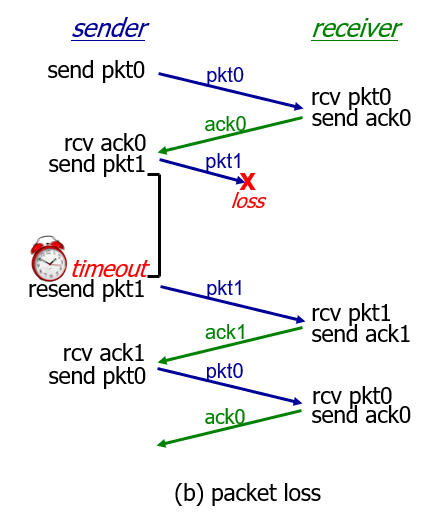 sender
receiver
send pkt0
pkt0
rcv pkt0
send ack0
ack0
rcv ack0
send pkt1
pkt1
X
loss
timeout
resend pkt1
pkt1
rcv pkt1
send ack1
ack1
rcv ack1
send pkt0
pkt0
rcv pkt0
send ack0
ack0
(b) packet loss